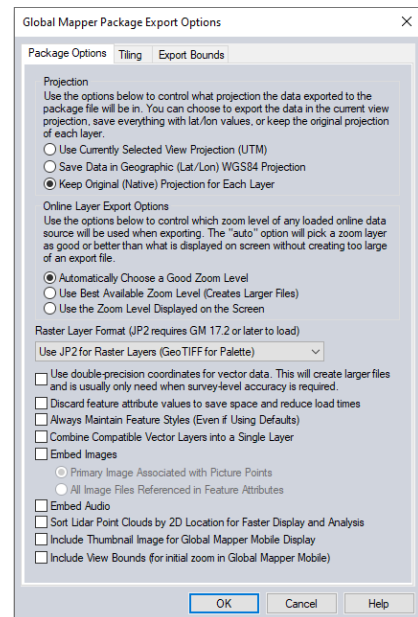 Global Mapper Package Export Options
Package Options Tiling Export Bounds
Projection
Use the options below to control what projection the data exported to the
package file will be in. You can choose to export the data in the current view
projection, save everything with lat/lon values, or keep the original projection
of each layer.
Use Currently Selected View Projection (UTM)
Save Data in Geographic (Lat/Lon) WGS84 Projection
Keep Original (Native) Projection for Each Layer
Online Layer Export Options
Use the options below to control which zoom level of any loaded online data
source will be used when exporting. The "auto" option will pick a zoom layer
as good or better than what is displayed on screen without creating too large
of an export file.
Automatically Choose a Good Zoom Level
Use Best Available Zoom Level (Creates Larger Files)
Use the Zoom Level Displayed on the Screen
Raster Layer Format (JP2 requires GM 17.2 or later to load)
Use JP2 for Raster Layers (GeoTIFF for Palette)
Use double-precision coordinates for vector data. This will create larger files
and is usually only need when survey-level accuracy is required.
Discard feature attribute values to save space and reduce load times
Always Maintain Feature Styles (Even if Using Defaults)
Combine Compatible Vector Layers into a Single Layer
Embed Images
Primary Image Associated with Picture Points
All Image Files Referenced in Feature Attributes
Embed Audio
Sort Lidar Point Clouds by 2D Location for Faster Display and Analysis
Include Thumbnail Image for Global Mapper Mobile Display
Include View Bounds (for initial zoom in Global Mapper Mobile)
OK Cancel Help